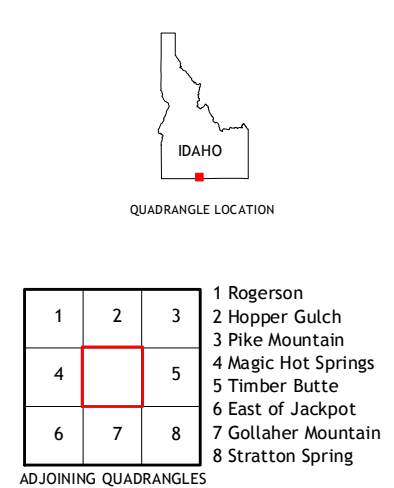 IDAHO
QUADRANGLE LOCATION
1 2 3
4 5
6 7 8
ADJOINING QUADRANGLES
1 Rogerson
2 Hopper Gulch
3 Pike Mountain
4 Magic Hot Springs
5 Timber Butte
6 East of Jackpot
7 Gollaher Mountain
8 Stratton Spring